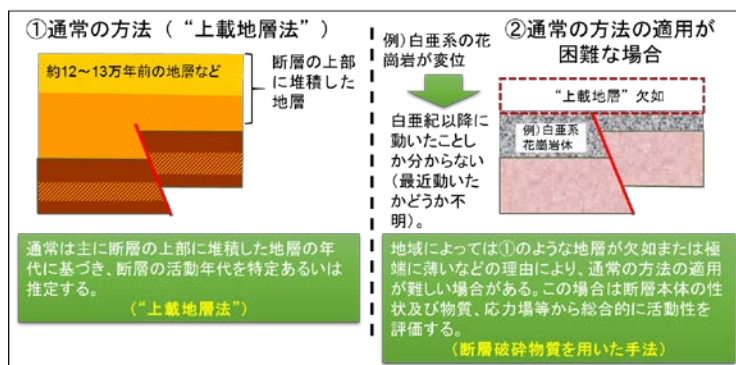 ①通常の方法(“上載地層法”)
約12～13万年前の地層など
断層の上部
に堆積した
地層
通常は主に断層の上部に堆積した地層の年
代に基づき、断層の活動年代を特定あるいは
推定する。
(“上載地層法”)
例)白亜系の花
崗岩が変位
白亜紀以降に
動いたことし
か分からない
(最近動いた
かどうか不
明)。
②通常の方法の適用が
困難な場合
“上載地層”欠如
例)白亜系
花崗岩体
地域によっては①のような地層が欠如または極
端に薄いなどの理由により、通常の方法の適用
が難しい場合がある。この場合は断層本体の性
状及び物質、応力場等から総合的に活動性を
評価する。
(断層破砕物質を用いた手法)